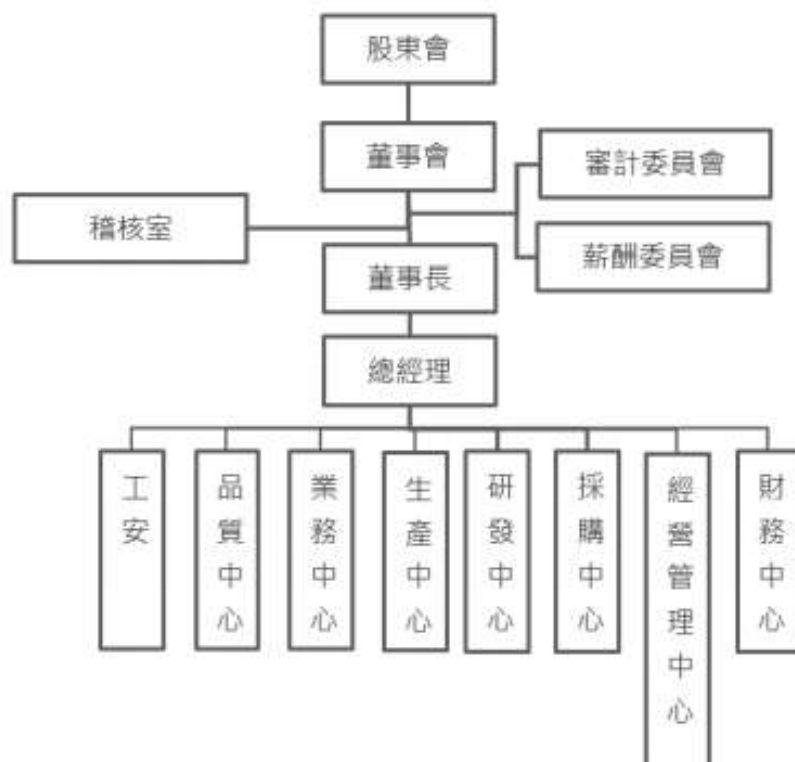 股東會
董事會
審計委員會
稽核室
薪酬委員會
董事長
總經理
工安
品質中心
業務中心
生產中心
研發中心
採購中心
經營管理中心
財務中心